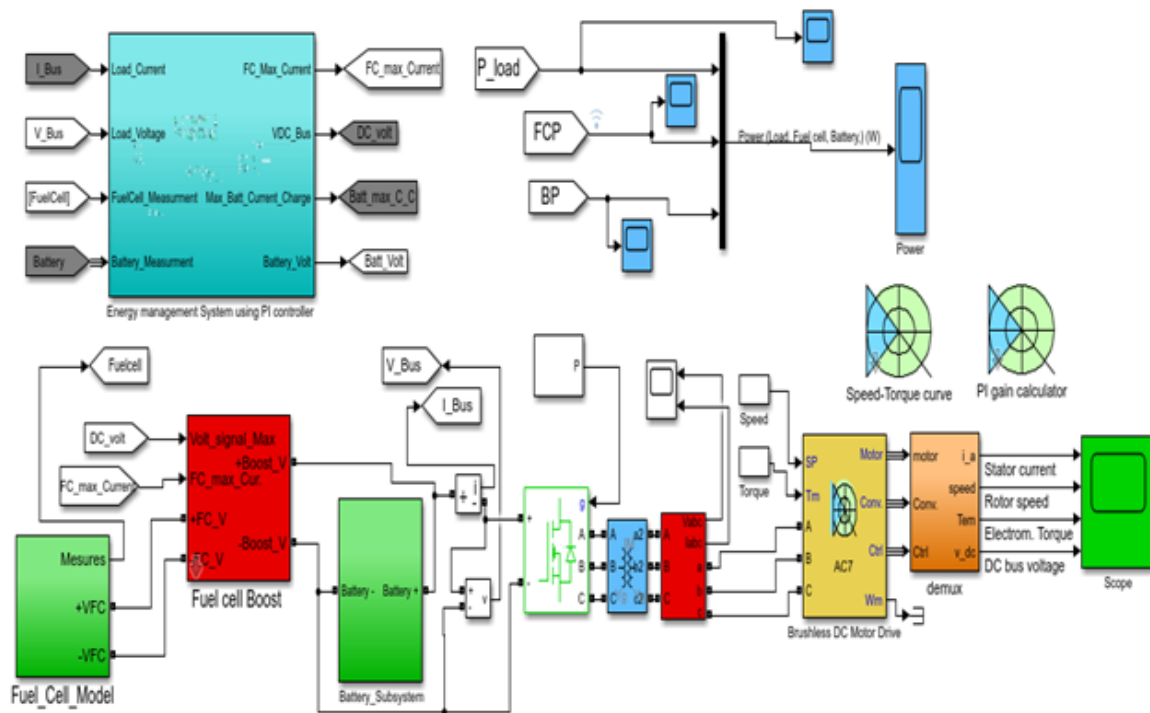 I_Bus
Load_Current
FC_Max_Current
FC_max_Current
V_Bus
Load_Voltage
VDC_Bus
DC_volt
[FuelCell]
FuelCell_Measurment
Max_Batt_Current_Charge
Batt_max_C_C
Battery
Battery_Measurment
Battery_Volt
Batt_Volt
Energy management System using PI controller
P_load
FCP
BP
Power (Load, Fuel cell, Battery,) (W)
Power
Speed-Torque curve
PI gain calculator
Fuelcell
DC_volt
FC_max_Current
Volt_signal_Max
+Boost_V
FC_max_Cur.
+FC_V
-Boost_V
-FC_V
Fuel cell Boost
Mesures
+VFC
-VFC
Fuel_Cell_Model
V_Bus
I_Bus
Battery -
Battery +
Battery_Subsystem
i
+
-
+
-
v
P
g
+
-
A
B
C
A
B
C
a2
b2
c2
A
B
C
Vabc
Iabc
a
b
c
Speed
Torque
SP
Tm
A
B
C
Motor
Conv.
Ctrl
Wm
AC7
Brushless DC Motor Drive
motor
Conv.
Ctrl
i_a
speed
Tem
v_dc
demux
Stator current
Rotor speed
Electrom. Torque
DC bus voltage
Scope